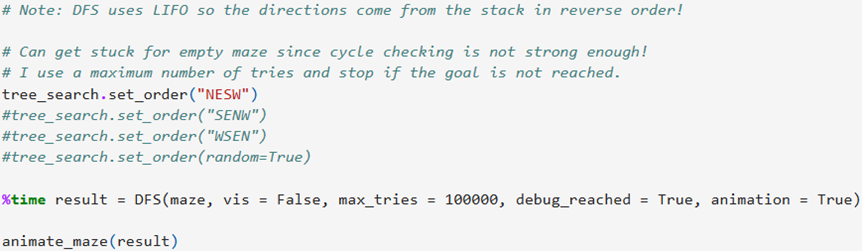 # Note: DFS uses LIFO so the directions come from the stack in reverse order!
# Can get stuck for empty maze since cycle checking is not strong enough!
# I use a maximum number of tries and stop if the goal is not reached.
tree_search.set_order("NESW")
#tree_search.set_order("SENW")
#tree_search.set_order("WSEN")
#tree_search.set_order(random=True)
%time result = DFS(maze, vis = False, max_tries = 100000, debug_reached = True, animation = True)
animate_maze(result)